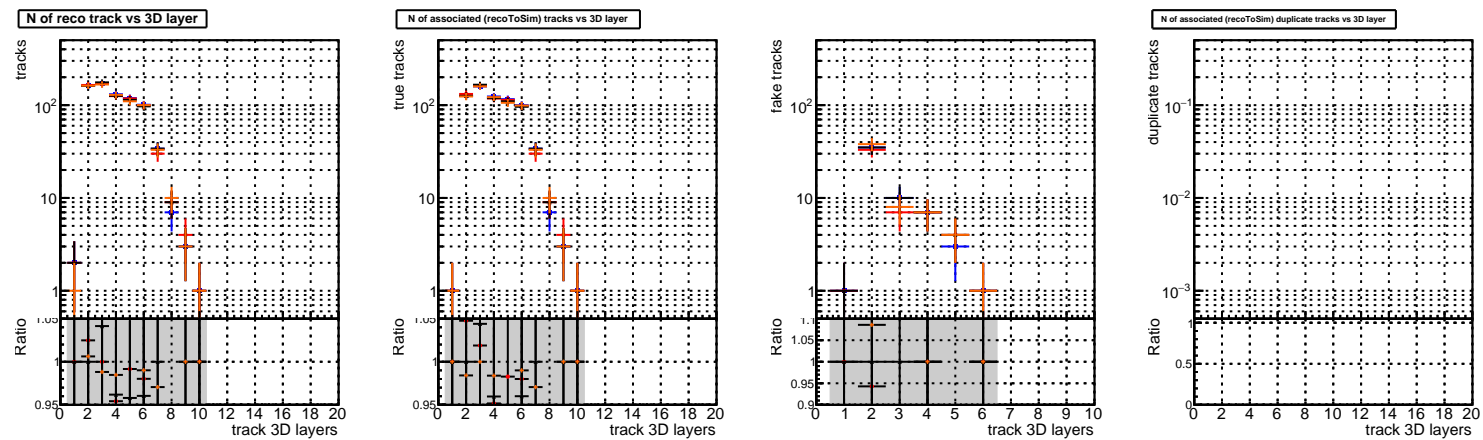 N of reco track vs 3D layer
tracks
10²
10
1
Ratio
1.05
1
0.95
0 2 4 6 8 10 12 14 16 18 20
track 3D layers
N of associated (recoToSim) tracks vs 3D layer
true tracks
10²
10
1
Ratio
1.05
1
0.95
0 2 4 6 8 10 12 14 16 18 20
track 3D layers
fake tracks
10²
10
1
Ratio
1.1
1.05
1
0.95
0.9
0 1 2 3 4 5 6 7 8 9 10
track 3D layers
N of associated (recoToSim) duplicate tracks vs 3D layer
duplicate tracks
10⁻¹
10⁻²
10⁻³
Ratio
1
0.5
0
0 2 4 6 8 10 12 14 16 18 20
track 3D layers